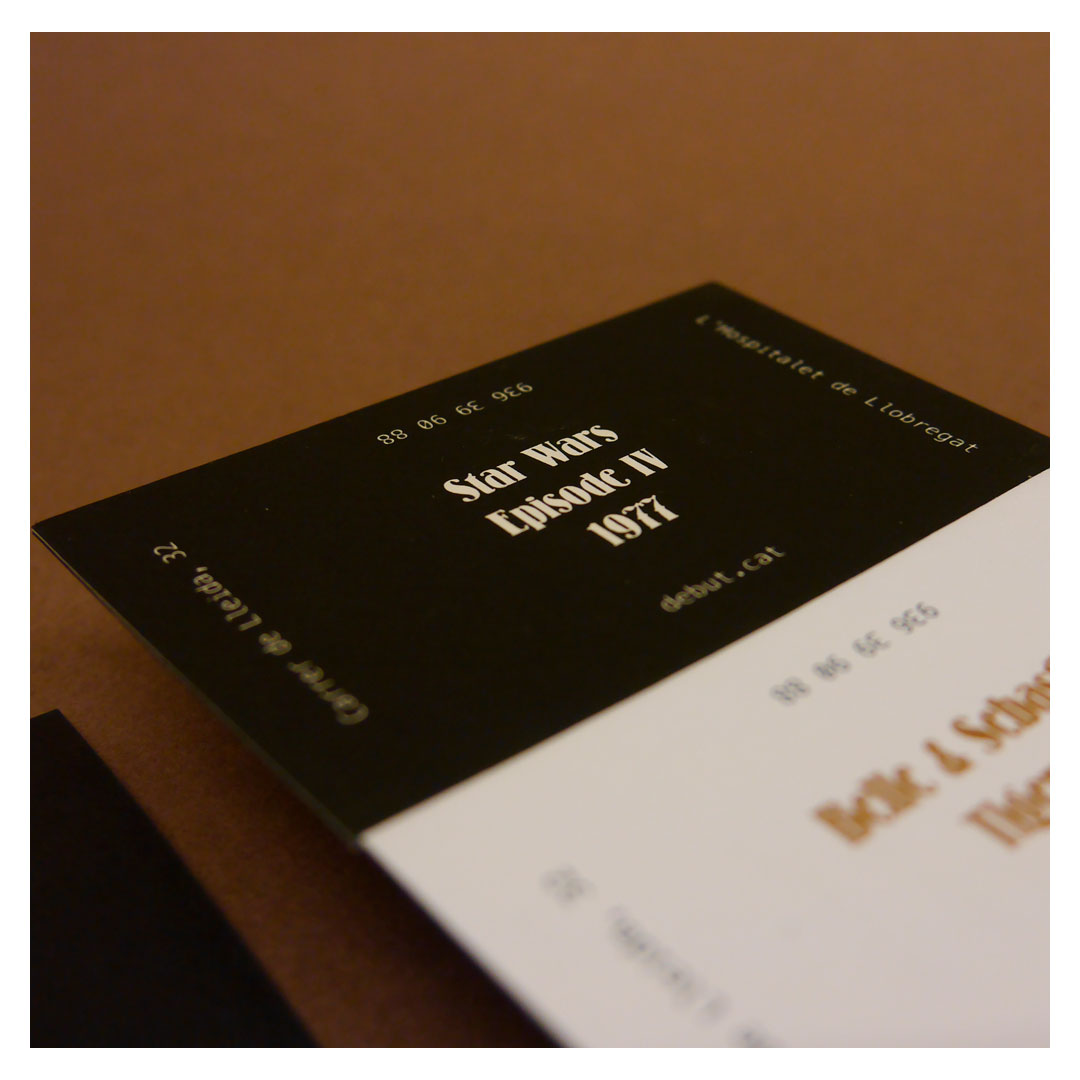 L'Hospitalet de Llobregat
936 39 90 88
Star Wars
Episode IV
1977
debut.cat
Carrer de Lleida, 32
936 39 90 88
&